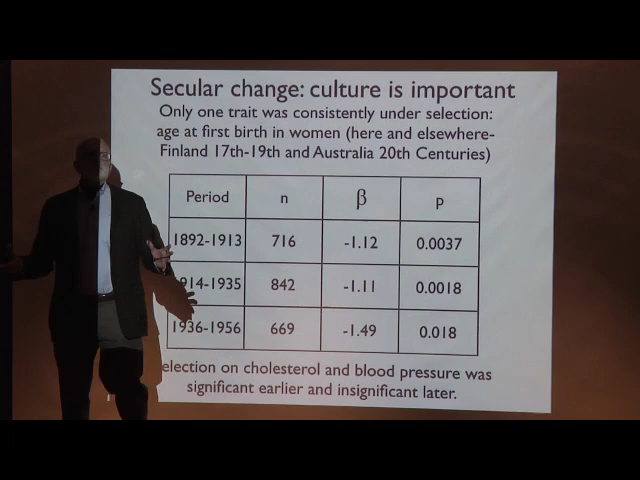 Secular change: culture is important
Only one trait was consistently under selection:
age at first birth in women (here and elsewhere-
Finland 17th-19th and Australia 20th Centuries)
Period n β p
1892-1913 716 -1.12 0.0037
914-1935 842 -1.11 0.0018
1936-1956 669 -1.49 0.018
election on cholesterol and blood pressure was
significant earlier and insignificant later.